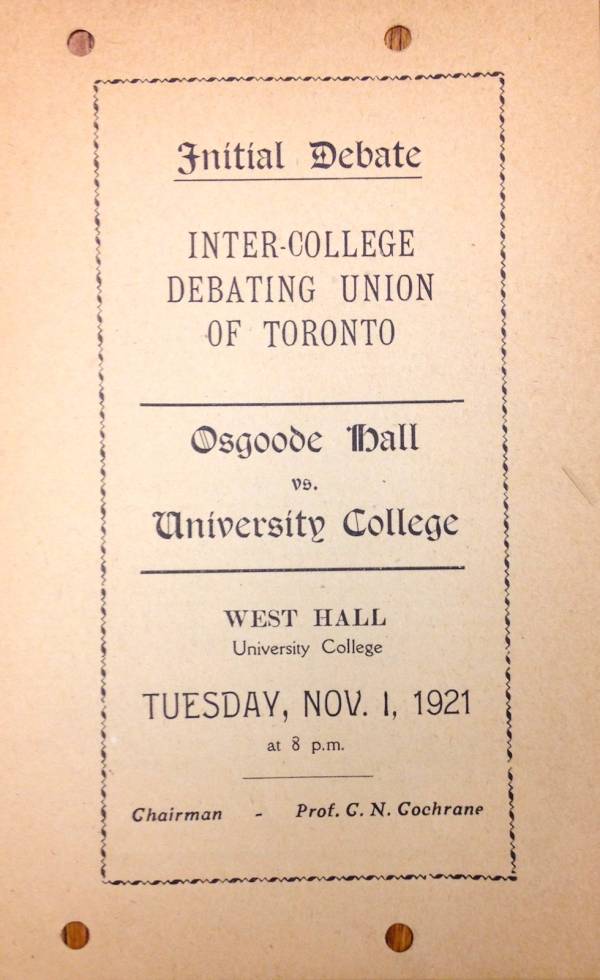 Initial Debate
INTER-COLLEGE
DEBATING UNION
OF TORONTO
Osgoode Hall
vs.
University College
WEST HALL
University College
TUESDAY, NOV. 1, 1921
at 8 p.m.
Chairman - Prof. C. N. Cochrane